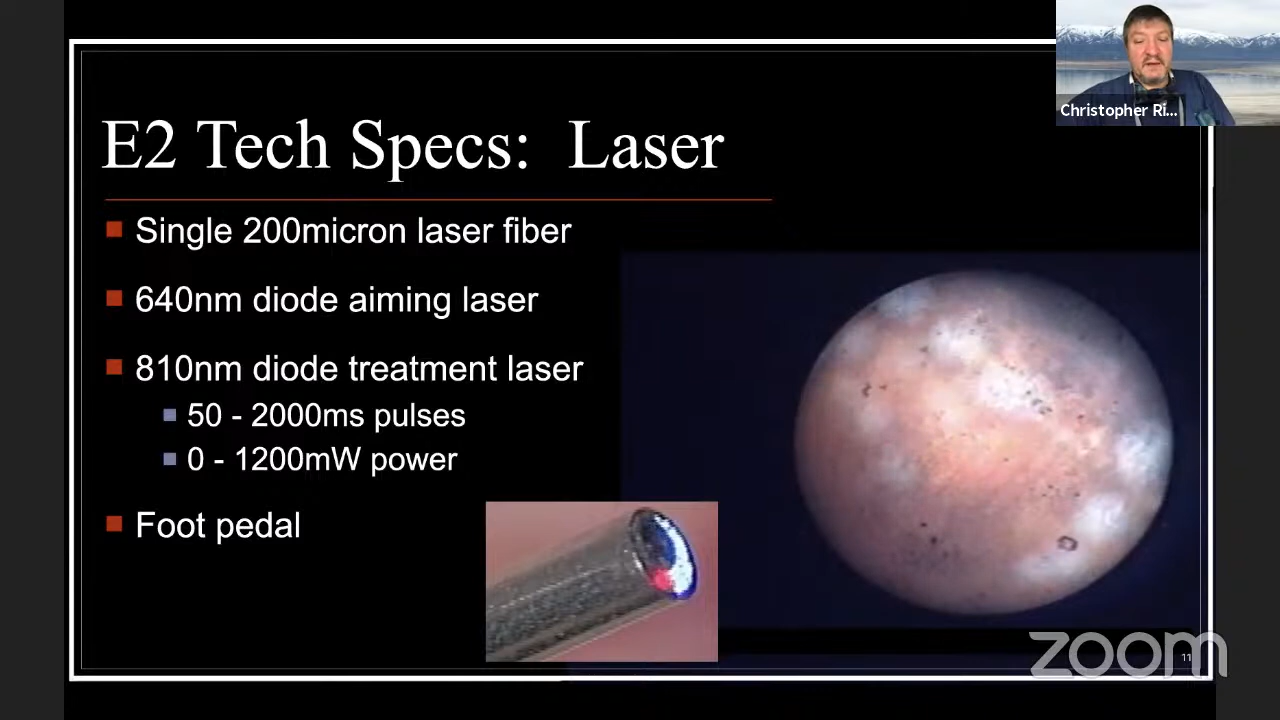 Christopher Ri...
E2 Tech Specs: Laser
Single 200micron laser fiber
640nm diode aiming laser
810nm diode treatment laser
50 - 2000ms pulses
0 - 1200mW power
Foot pedal
zoom
11